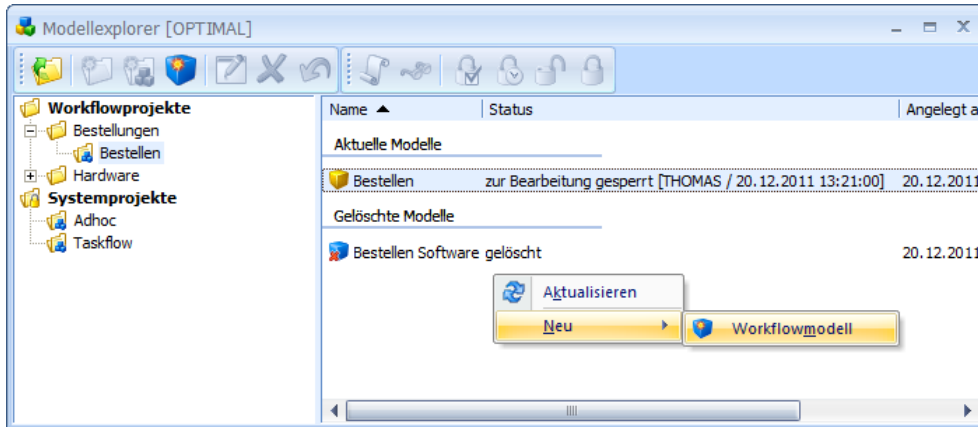 Modellexplorer [OPTIMAL]
Workflowprojekte
Bestellungen
Bestellen
Hardware
Systemprojekte
Adhoc
Taskflow
Name Status Angelegt a
Aktuelle Modelle
Bestellen zur Bearbeitung gesperrt [THOMAS / 20.12.2011 13:21:00] 20.12.2011
Gelöschte Modelle
Bestellen Software gelöscht 20.12.2011
Aktualisieren
Neu
Workflowmodell